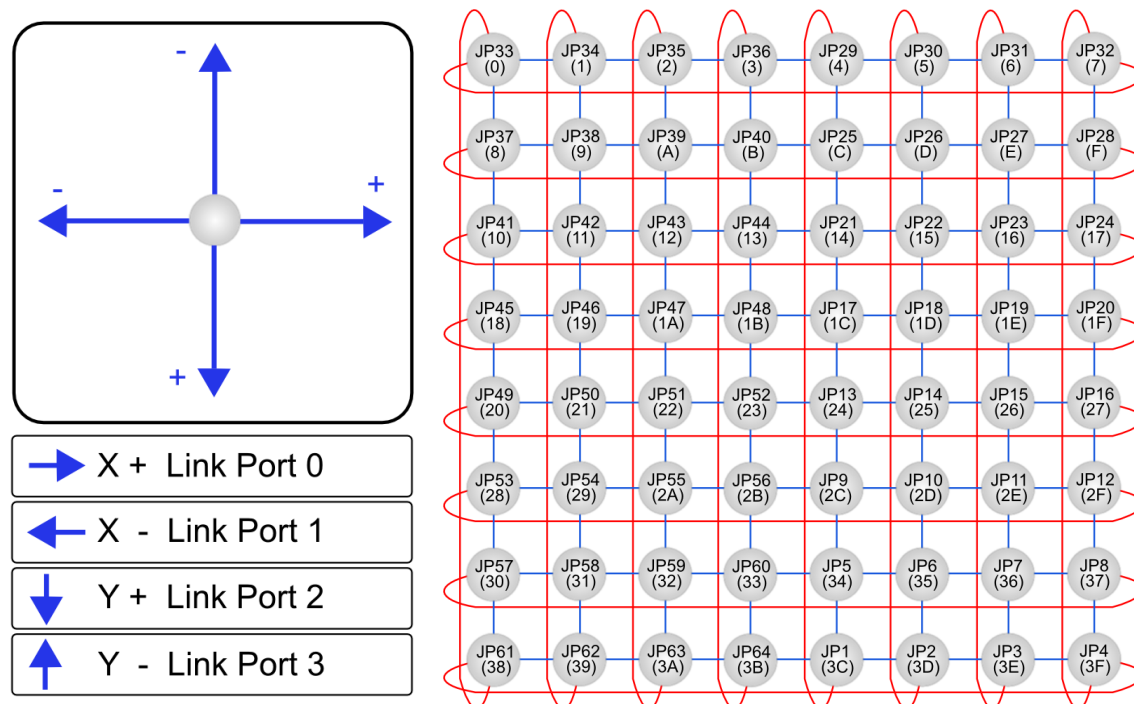 -
-
+
+
X + Link Port 0
X - Link Port 1
Y + Link Port 2
Y - Link Port 3
JP33 JP34 JP35 JP36 JP29 JP30 JP31 JP32
(0) (1) (2) (3) (4) (5) (6) (7)
JP37 JP38 JP39 JP40 JP25 JP26 JP27 JP28
(8) (9) (A) (B) (C) (D) (E) (F)
JP41 JP42 JP43 JP44 JP21 JP22 JP23 JP24
(10) (11) (12) (13) (14) (15) (16) (17)
JP45 JP46 JP47 JP48 JP17 JP18 JP19 JP20
(18) (19) (1A) (1B) (1C) (1D) (1E) (1F)
JP49 JP50 JP51 JP52 JP13 JP14 JP15 JP16
(20) (21) (22) (23) (24) (25) (26) (27)
JP53 JP54 JP55 JP56 JP9 JP10 JP11 JP12
(28) (29) (2A) (2B) (2C) (2D) (2E) (2F)
JP57 JP58 JP59 JP60 JP5 JP6 JP7 JP8
(30) (31) (32) (33) (34) (35) (36) (37)
JP61 JP62 JP63 JP64 JP1 JP2 JP3 JP4
(38) (39) (3A) (3B) (3C) (3D) (3E) (3F)